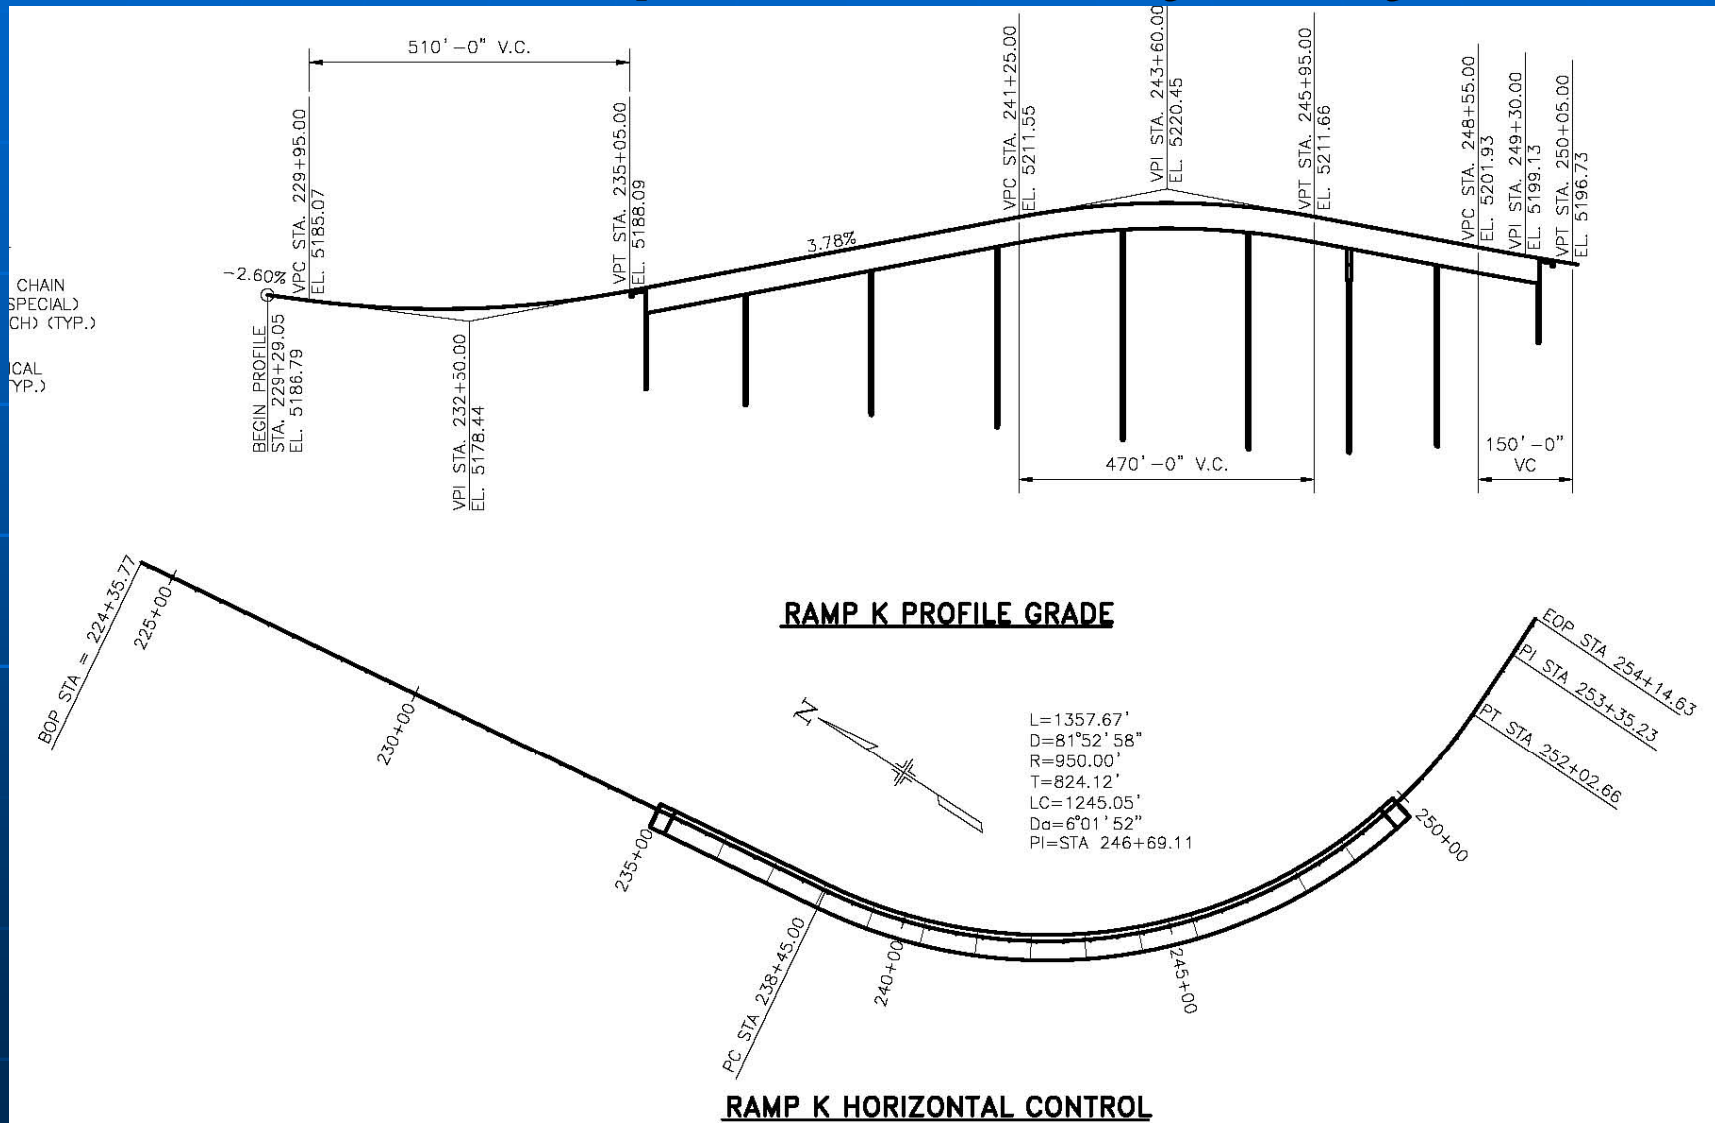 510'-0" V.C.
VPC STA. 229+95.00
EL. 5185.07
VPT STA. 235+05.00
EL. 5188.09
VPC STA. 241+25.00
EL. 5211.55
VPI STA. 243+60.00
EL. 5220.45
VPT STA. 245+95.00
EL. 5211.66
VPC STA. 248+55.00
EL. 5201.93
VPI STA. 249+30.00
EL. 5199.13
VPT STA. 250+05.00
EL. 5196.73
-2.60%
3.78%
CHAIN
SPECIAL)
CH) (TYP.)
ICAL
YP.)
BEGIN PROFILE
STA. 229+29.05
EL. 5186.79
VPI STA. 232+50.00
EL. 5178.44
470'-0" V.C.
150'-0"
VC
RAMP K PROFILE GRADE
BOP STA = 224+35.77
225+00
230+00
235+00
PC STA 238+45.00
240+00
245+00
250+00
N
L=1357.67'
D=81°52'58"
R=950.00'
T=824.12'
LC=1245.05'
Da=6°01'52"
PI=STA 246+69.11
EOP STA 254+14.63
PI STA 253+35.23
PT STA 252+02.66
RAMP K HORIZONTAL CONTROL